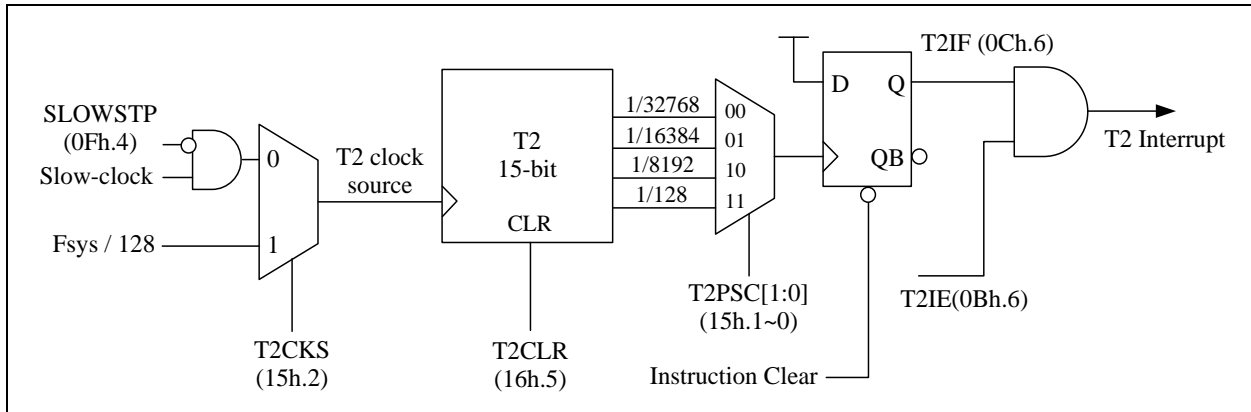 SLOWSTP
(0Fh.4)
Slow-clock
Fsys / 128
0
1
T2CKS
(15h.2)
T2 clock
source
T2
15-bit
CLR
T2CLR
(16h.5)
1/32768
1/16384
1/8192
1/128
00
01
10
11
T2PSC[1:0]
(15h.1~0)
D
Q
QB
Instruction Clear
T2IF (0Ch.6)
T2IE(0Bh.6)
T2 Interrupt